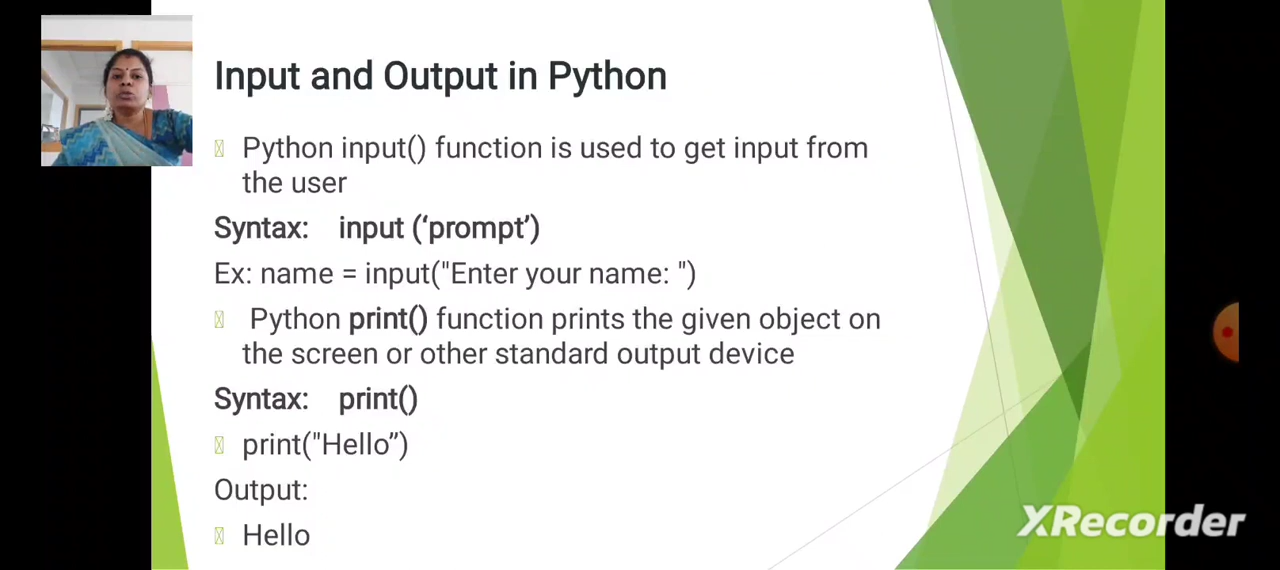 Input and Output in Python
Python input() function is used to get input from
the user
Syntax: input (‘prompt’)
Ex: name = input("Enter your name: ")
Python print() function prints the given object on
the screen or other standard output device
Syntax: print()
print("Hello”)
Output:
Hello
XRecorder